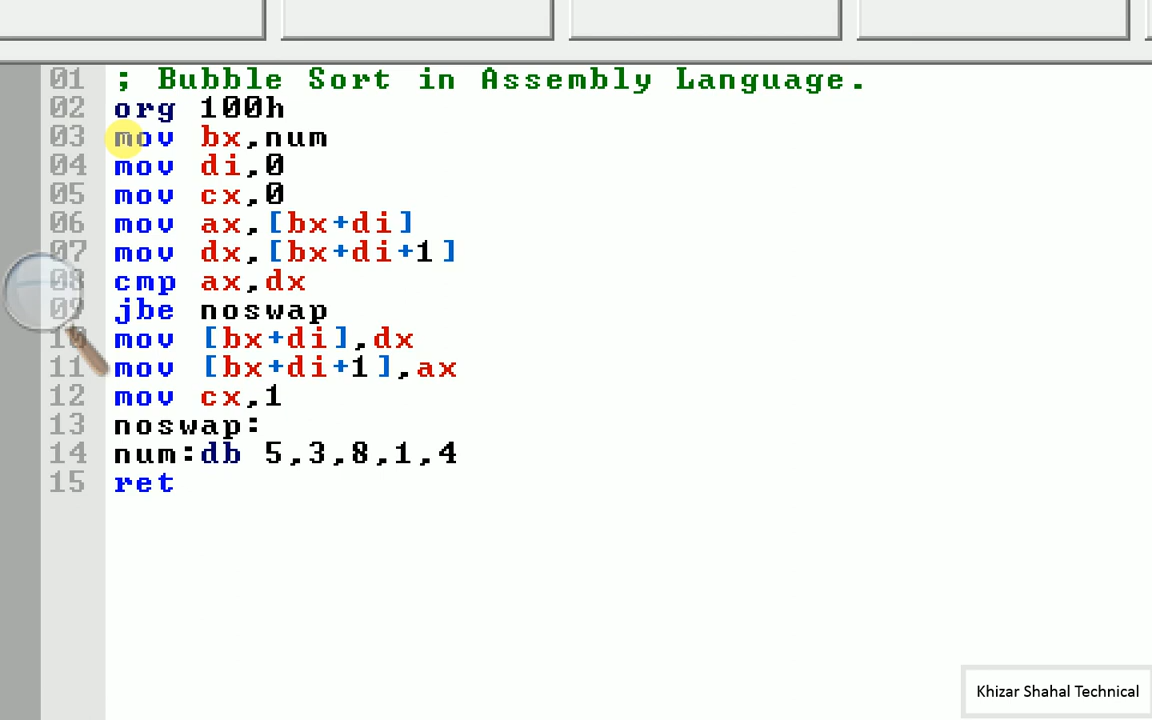 01 ; Bubble Sort in Assembly Language.
02 org 100h
03 mov bx,num
04 mov di,0
05 mov cx,0
06 mov ax,[bx+di]
07 mov dx,[bx+di+1]
08 cmp ax,dx
09 jbe noswap
10 mov [bx+di],dx
11 mov [bx+di+1],ax
12 mov cx,1
13 noswap:
14 num:db 5,3,8,1,4
15 ret
Khizar Shahal Technical